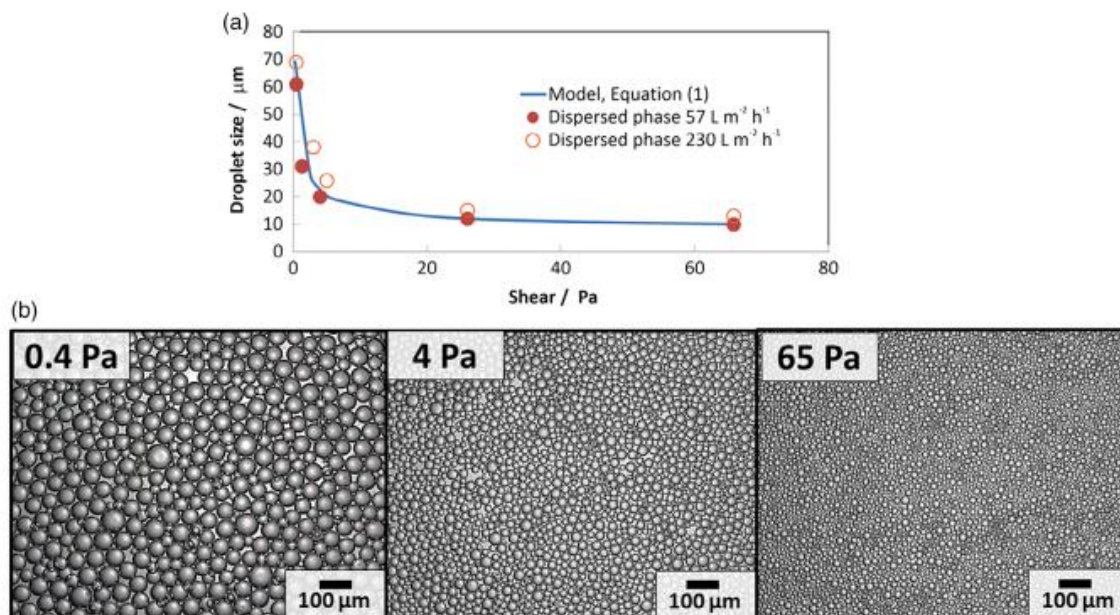 (a)
80
70
60
50
40
30
20
10
0
Droplet size / μm
Model, Equation (1)
Dispersed phase 57 L m⁻² h⁻¹
Dispersed phase 230 L m⁻² h⁻¹
0 20 40 60 80
Shear / Pa
(b)
0.4 Pa 4 Pa 65 Pa
100 μm 100 μm 100 μm